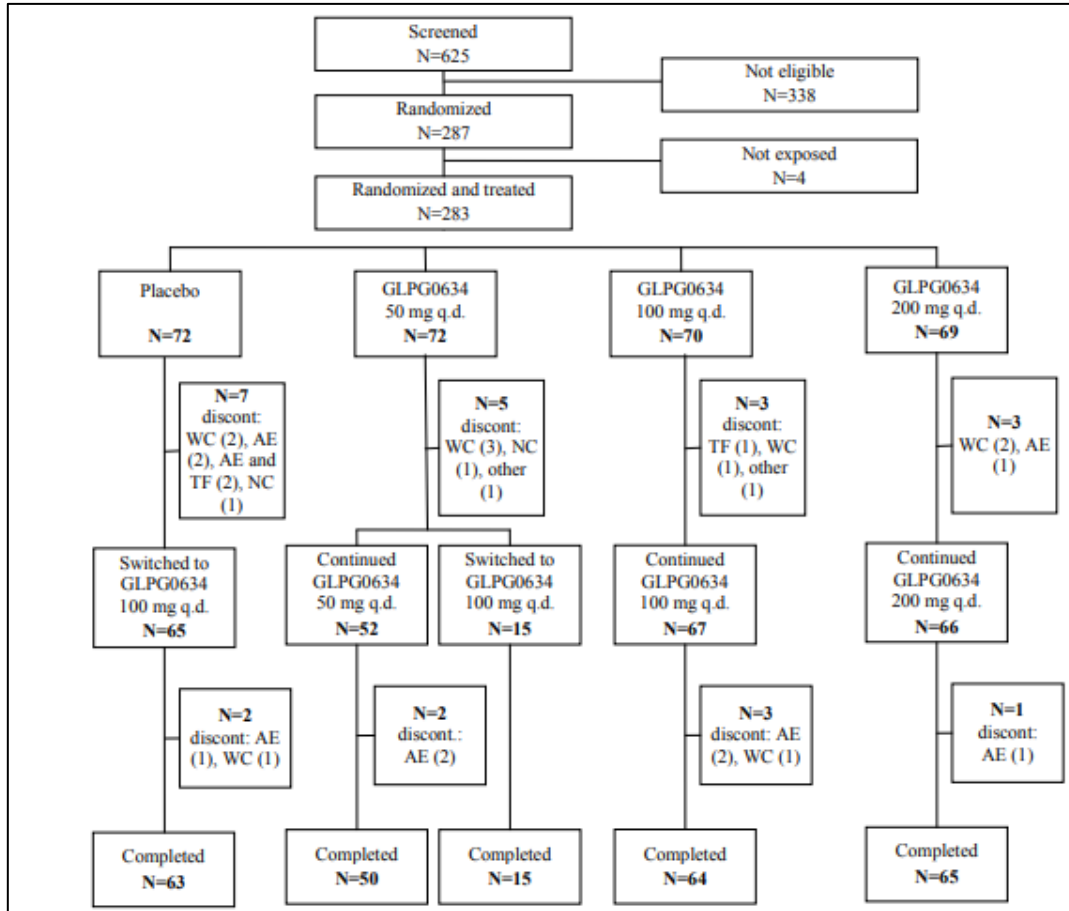 Screened
N=625
Not eligible
N=338
Randomized
N=287
Not exposed
N=4
Randomized and treated
N=283
Placebo
N=72
GLPG0634
50 mg q.d.
N=72
GLPG0634
100 mg q.d.
N=70
GLPG0634
200 mg q.d.
N=69
N=7
discont:
WC (2), AE
(2), AE and
TF (2), NC
(1)
N=5
discont:
WC (3), NC
(1), other
(1)
N=3
discont:
TF (1), WC
(1), other
(1)
N=3
WC (2), AE
(1)
Switched to
GLPG0634
100 mg q.d.
N=65
Continued
GLPG0634
50 mg q.d.
N=52
Switched to
GLPG0634
100 mg q.d.
N=15
Continued
GLPG0634
100 mg q.d.
N=67
Continued
GLPG0634
200 mg q.d.
N=66
N=2
discont: AE
(1), WC (1)
N=2
discont.:
AE (2)
N=3
discont: AE
(2), WC (1)
N=1
discont:
AE (1)
Completed
N=63
Completed
N=50
Completed
N=15
Completed
N=64
Completed
N=65